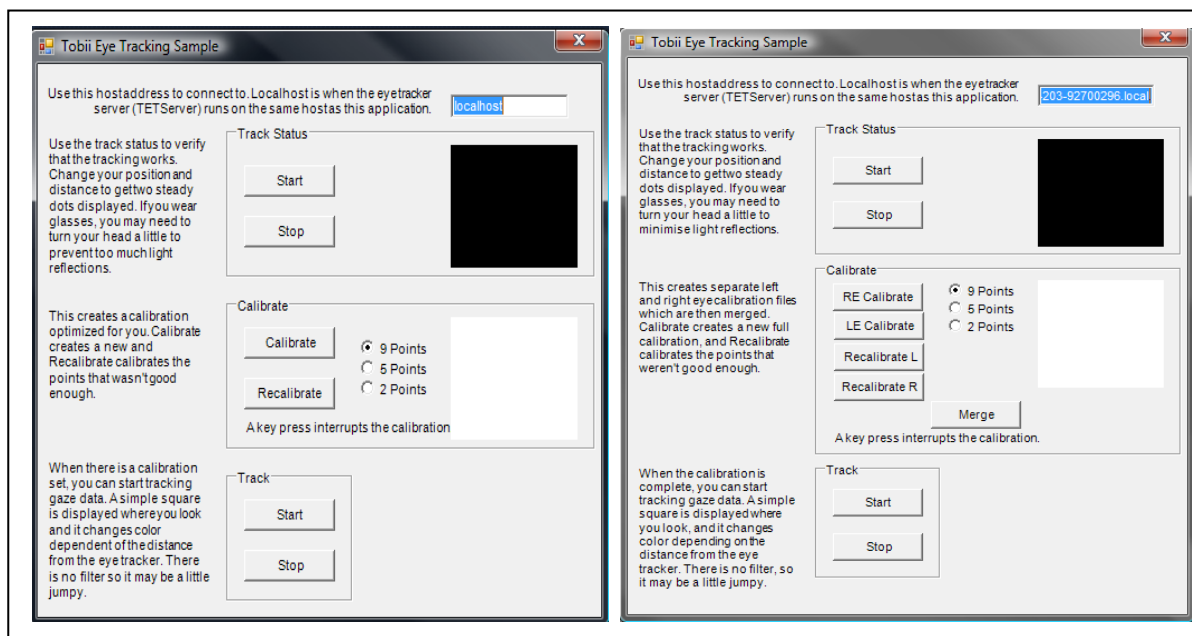 Tobii Eye Tracking Sample
Use this hostaddress to connect to. Localhost is when the eyetracker
server (TETServer) runs on the same host as this application.
localhost
Use the track status to verify
that the tracking works.
Change your position and
distance to get two steady
dots displayed. If you wear
glasses, you may need to
turn your head a little to
prevent too much light
reflections.
Track Status
Start
Stop
This creates a calibration
optimized for you. Calibrate
creates a new and
Recalibrate calibrates the
points that wasn't good
enough.
Calibrate
Calibrate
Recalibrate
9 Points
5 Points
2 Points
A key press interrupts the calibration
When there is a calibration
set, you can start tracking
gaze data. A simple square
is displayed where you look
and it changes color
dependent of the distance
from the eye tracker. There
is no filter so it may be a little
jumpy.
Track
Start
Stop
Tobii Eye Tracking Sample
Use this hostaddress to connect to. Localhost is when the eyetracker
server (TETServer) runs on the same host as this application.
203-92700296.local
Use the track status to verify
that the tracking works.
Change your position and
distance to get two steady
dots displayed. If you wear
glasses, you may need to
turn your head a little to
minimise light reflections.
Track Status
Start
Stop
This creates separate left
and right eye calibration files
which are then merged.
Calibrate creates a new full
calibration, and Recalibrate
calibrates the points that
weren't good enough.
Calibrate
RE Calibrate
LE Calibrate
Recalibrate L
Recalibrate R
9 Points
5 Points
2 Points
Merge
A key press interrupts the calibration.
When the calibration is
complete, you can start
tracking gaze data. A simple
square is displayed where
you look, and it changes
color depending on the
distance from the eye
tracker. There is no filter, so
it may be a little jumpy.
Track
Start
Stop